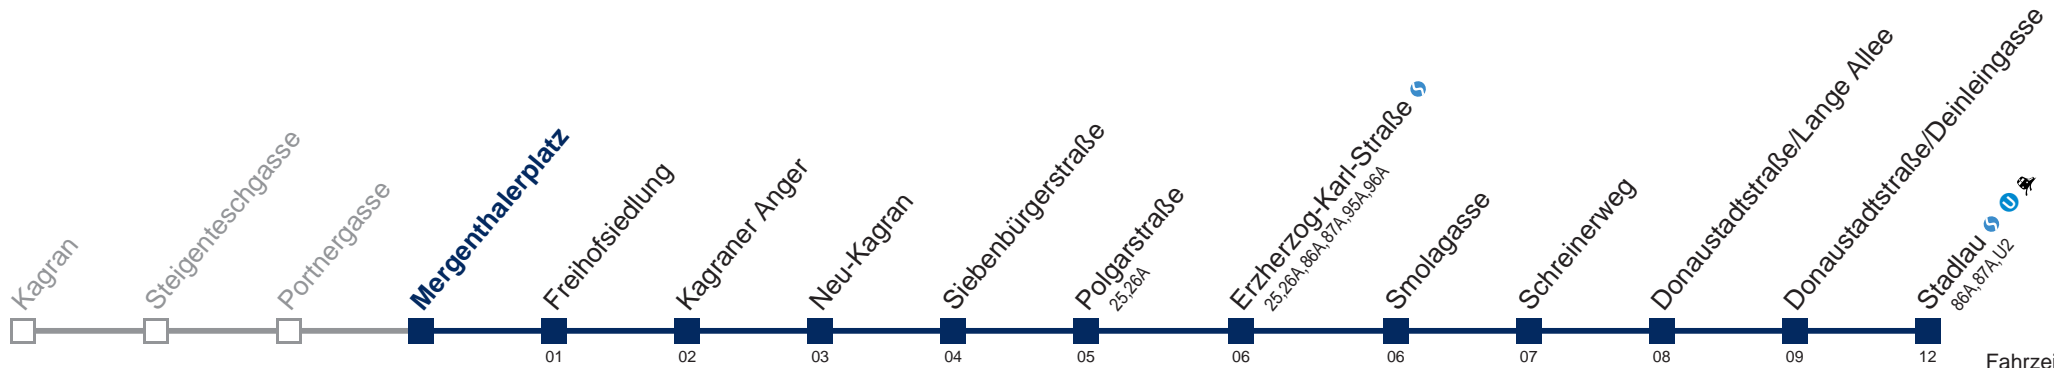 Kagran
Steigenteschgasse
Portnergasse
Mergenthalerplatz
Freihofsiedlung
01
Kagraner Anger
02
Neu-Kagran
03
Siebenbürgerstraße
04
Polgarstraße
25,26A
05
Erzherzog-Karl-Straße
25,26A,86A,87A,95A,96A
06
Smolagasse
06
Schreinerweg
07
Donaustadtstraße/Lange Allee
08
Donaustadtstraße/Deinleingasse
09
Stadlau S U
86A,87A,U2
12
Fahrzei